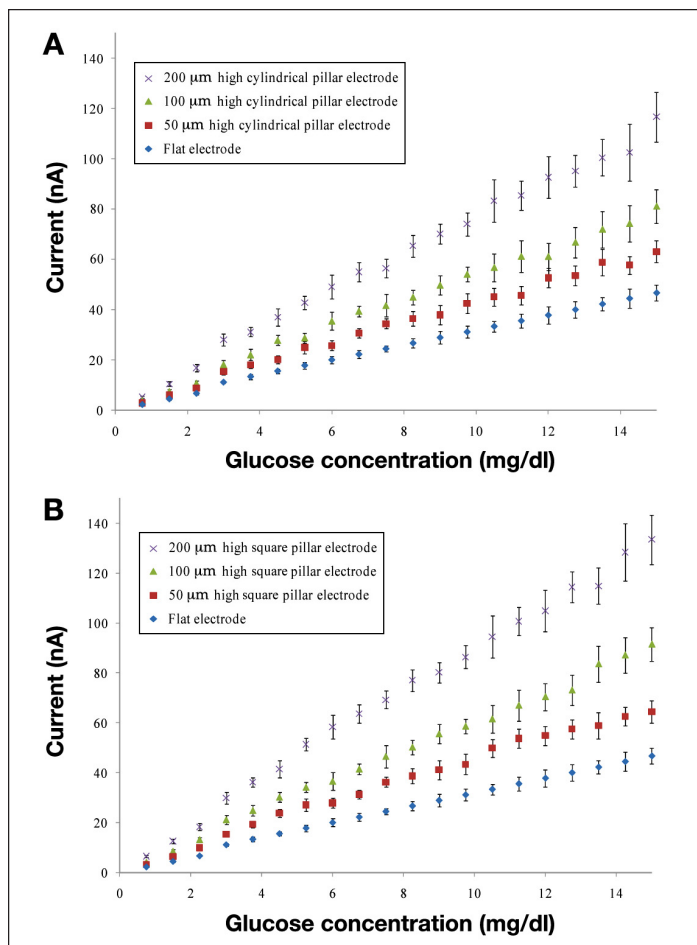 A
140
120
100
80
60
40
20
0
Current (nA)
200 μm high cylindrical pillar electrode
100 μm high cylindrical pillar electrode
50 μm high cylindrical pillar electrode
Flat electrode
0 2 4 6 8 10 12 14
Glucose concentration (mg/dl)
B
140
120
100
80
60
40
20
0
Current (nA)
200 μm high square pillar electrode
100 μm high square pillar electrode
50 μm high square pillar electrode
Flat electrode
0 2 4 6 8 10 12 14
Glucose concentration (mg/dl)